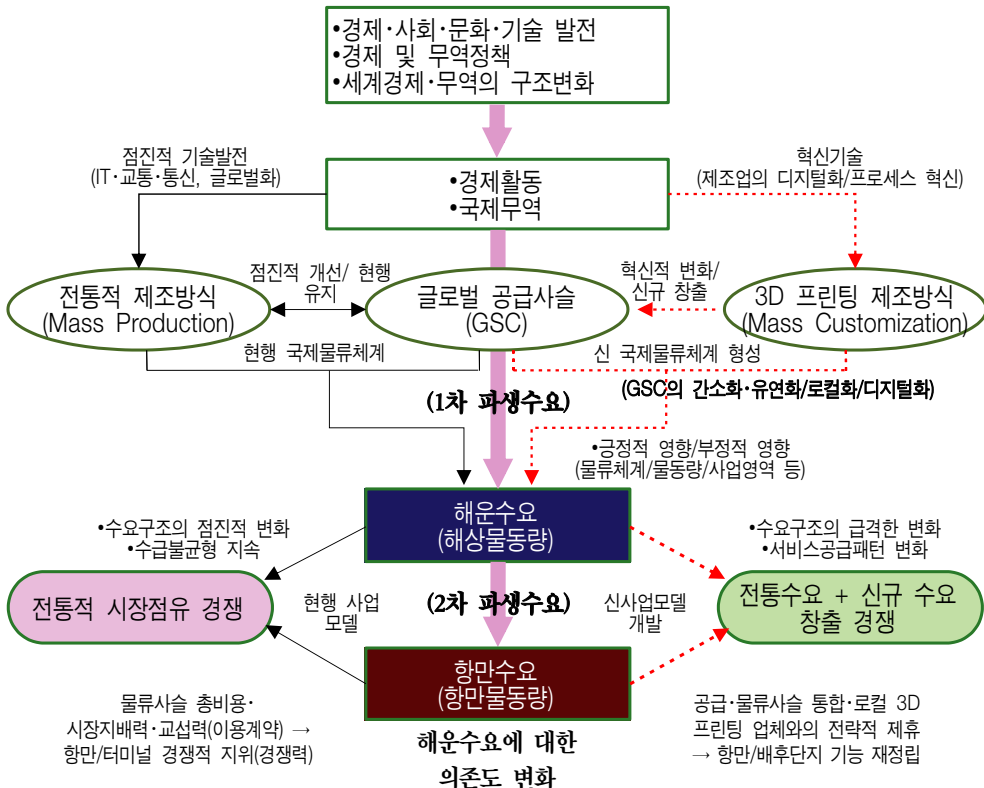 •경제·사회·문화·기술 발전
•경제 및 무역정책
•세계경제·무역의 구조변화
점진적 기술발전
(IT·교통·통신, 글로벌화)
혁신기술
(제조업의 디지털화/프로세스 혁신)
•경제활동
•국제무역
전통적 제조방식
(Mass Production)
점진적 개선/ 현행
유지
글로벌 공급사슬
(GSC)
혁신적 변화/
신규 창출
3D 프린팅 제조방식
(Mass Customization)
현행 국제물류체계
신 국제물류체계 형성
(GSC의 간소화·유연화/로컬화/디지털화)
(1차 파생수요)
•긍정적 영향/부정적 영향
(물류체계/물동량/사업영역 등)
해운수요
(해상물동량)
•수요구조의 점진적 변화
•수급불균형 지속
•수요구조의 급격한 변화
•서비스공급패턴 변화
전통적 시장점유 경쟁
현행 사업
모델
(2차 파생수요)
신사업모델
개발
전통수요 + 신규 수요
창출 경쟁
항만수요
(항만물동량)
물류사슬 총비용·
시장지배력·교섭력(이용계약) →
항만/터미널 경쟁적 지위(경쟁력)
해운수요에 대한
의존도 변화
공급·물류사슬 통합·로컬 3D
프린팅 업체와의 전략적 제휴
→ 항만/배후단지 기능 재정립